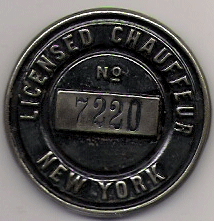 LICENSED CHAUFFEUR
No
7220
NEW YORK